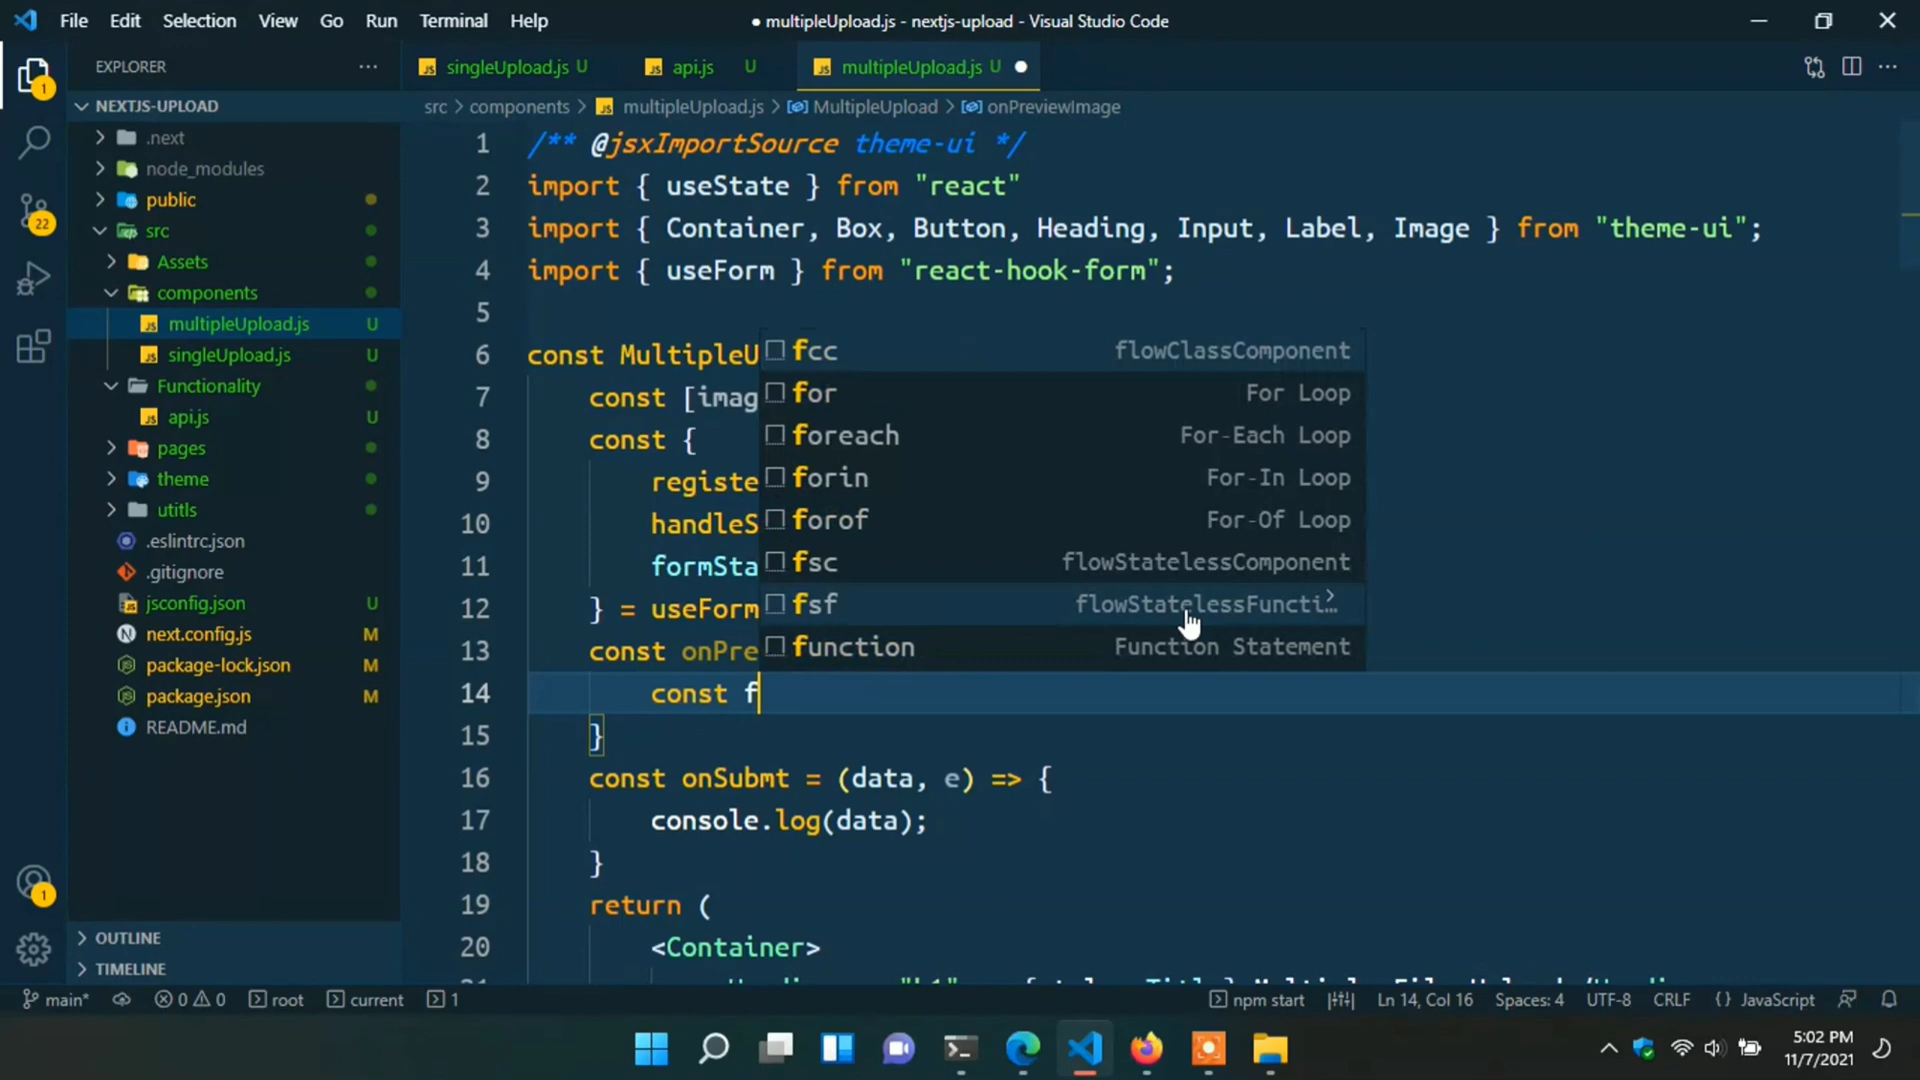 File Edit Selection View Go Run Terminal Help
● multipleUpload.js - nextjs-upload - Visual Studio Code
EXPLORER
NEXTJS-UPLOAD
.next
node_modules
public
src
Assets
components
multipleUpload.js U
singleUpload.js U
Functionality
api.js U
pages
theme
utitls
.eslintrc.json
.gitignore
jsconfig.json U
next.config.js M
package-lock.json M
package.json M
README.md
OUTLINE
TIMELINE
1
22
1
singleUpload.js U
api.js U
multipleUpload.js U
src > components > multipleUpload.js > MultipleUpload > onPreviewImage
1 /** @jsxImportSource theme-ui */
2 import { useState } from "react"
3 import { Container, Box, Button, Heading, Input, Label, Image } from "theme-ui";
4 import { useForm } from "react-hook-form";
5
6 const MultipleU
7 const [imag
8 const {
9 registe
10 handleS
11 formSta
12 } = useForm
13 const onPre
14 const f
15 }
16 const onSubmt = (data, e) => {
17 console.log(data);
18 }
19 return (
20 <Container>
fcc flowClassComponent
for For Loop
foreach For-Each Loop
forin For-In Loop
forof For-Of Loop
fsc flowStatelessComponent
fsf flowStatelessFuncti…
function Function Statement
main* 0 0 root current 1
npm start Ln 14, Col 16 Spaces: 4 UTF-8 CRLF {} JavaScript
5:02 PM
11/7/2021